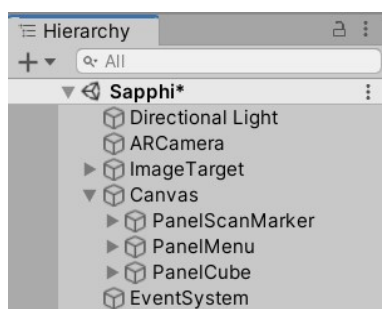 Hierarchy
All
Sapphi*
Directional Light
ARCamera
ImageTarget
Canvas
PanelScanMarker
PanelMenu
PanelCube
EventSystem